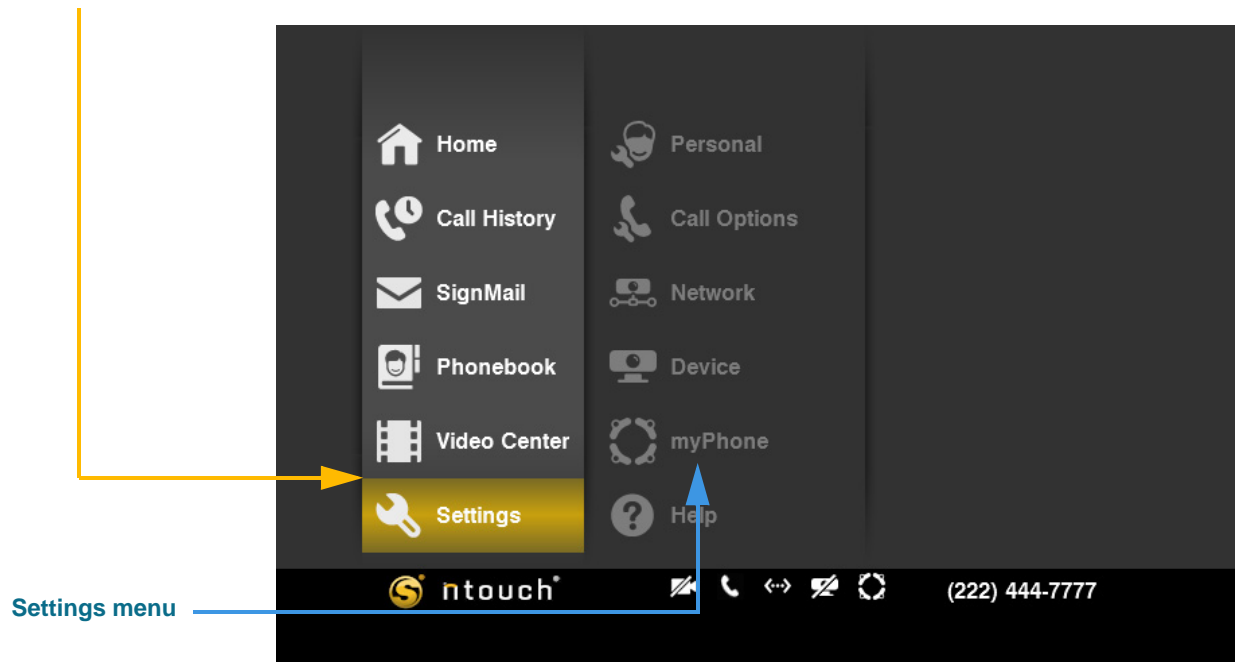 Home
Personal
Call History
Call Options
SignMail
Network
Phonebook
Device
Video Center
myPhone
Settings
Help
ntouch®
(222) 444-7777
Settings menu